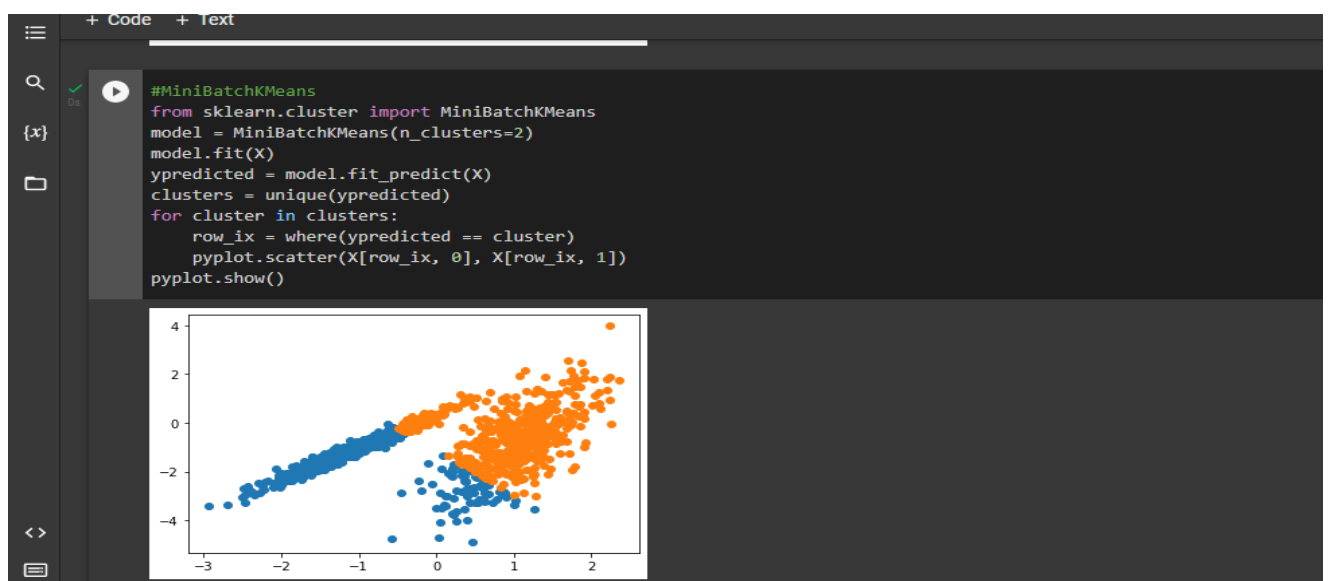 + Code + Text
{x}
0s
#MiniBatchKMeans
from sklearn.cluster import MiniBatchKMeans
model = MiniBatchKMeans(n_clusters=2)
model.fit(X)
ypredicted = model.fit_predict(X)
clusters = unique(ypredicted)
for cluster in clusters:
    row_ix = where(ypredicted == cluster)
    pyplot.scatter(X[row_ix, 0], X[row_ix, 1])
pyplot.show()
4
2
0
−2
−4
−3 −2 −1 0 1 2
<>